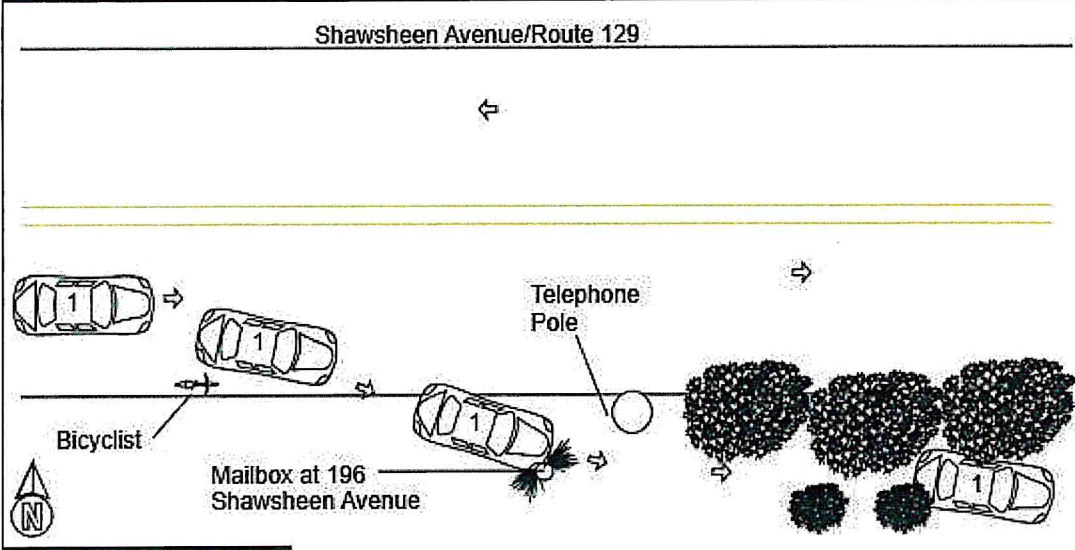 Shawsheen Avenue/Route 129
1
1
Telephone
Pole
1
Bicyclist
Mailbox at 196
Shawsheen Avenue
1
N